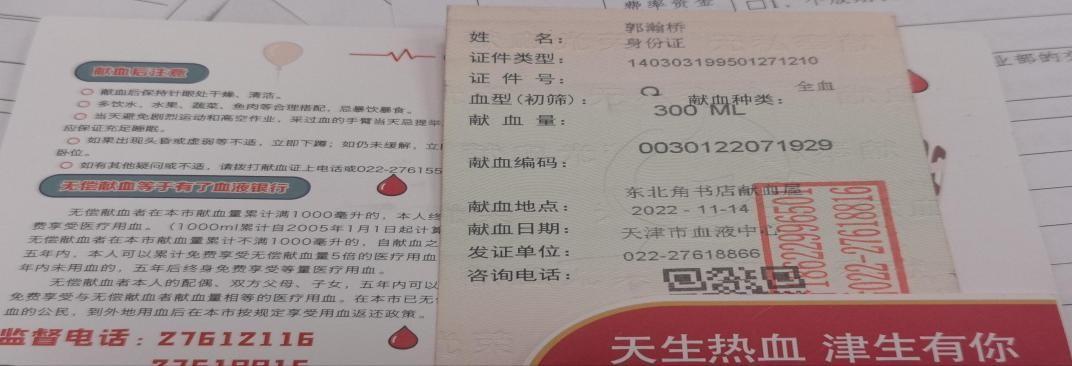 献血后注意
献血后保持针眼处干燥、清洁。
多饮水、水果、蔬菜、鱼肉等合理搭配，忌暴饮暴食。
当天避免剧烈运动和高空作业，采过血的手臂当天忌提举
应保证充足睡眠。
如果出现头昏或虚弱等不适，立即下蹲；如仍未缓解，立
卧位。
如有其他疑问或不适，请拨打献血证上电话或022-276155
无偿献血等于有了血液银行
无偿献血者在本市献血量累计满1000毫升的，本人终
费享受医疗用血。（1000ml累计自2005年1月1日起计算
无偿献血者在本市献血量累计不满1000毫升的，自献血之
五年内，本人可以累计免费享受无偿献血量5倍的医疗用血
年内未用血的，五年后终身免费享受等量医疗用血。
无偿献血者本人的配偶、双方父母、子女，五年内可以
免费享受与无偿献血者献血量相等的医疗用血。在本市已无
血的公民，到外地用血后在本市按规定享受用血返还政策。
监督电话：27612116
费率资金
姓 名：
郭瀚桥
证件类型：
身份证
证 件 号：
140303199501271210
血型(初筛)：
献血种类：
全血
献 血 量：
300 ML
献血编码：
0030122071929
献血地点：
东北角书店献血屋
献血日期：
2022-11-14
发证单位：
天津市血液中心
咨询电话：
022-27618866
022-27618816
天生热血 津生有你